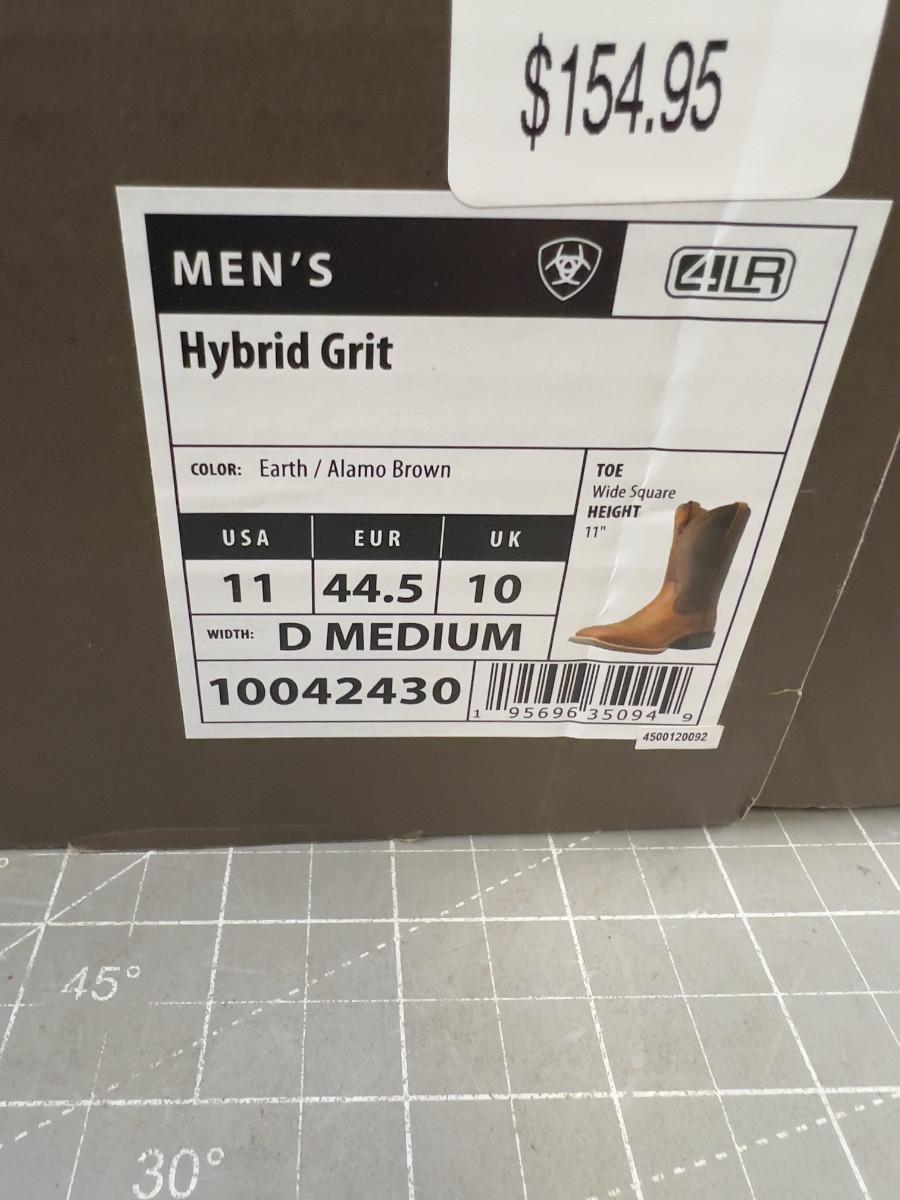 $154.95
MEN'S
4LR
Hybrid Grit
COLOR: Earth / Alamo Brown
TOE
Wide Square
HEIGHT
11"
USA EUR UK
11 44.5 10
WIDTH: D MEDIUM
10042430
1 95696 35094 9
4500120092
45°
30°